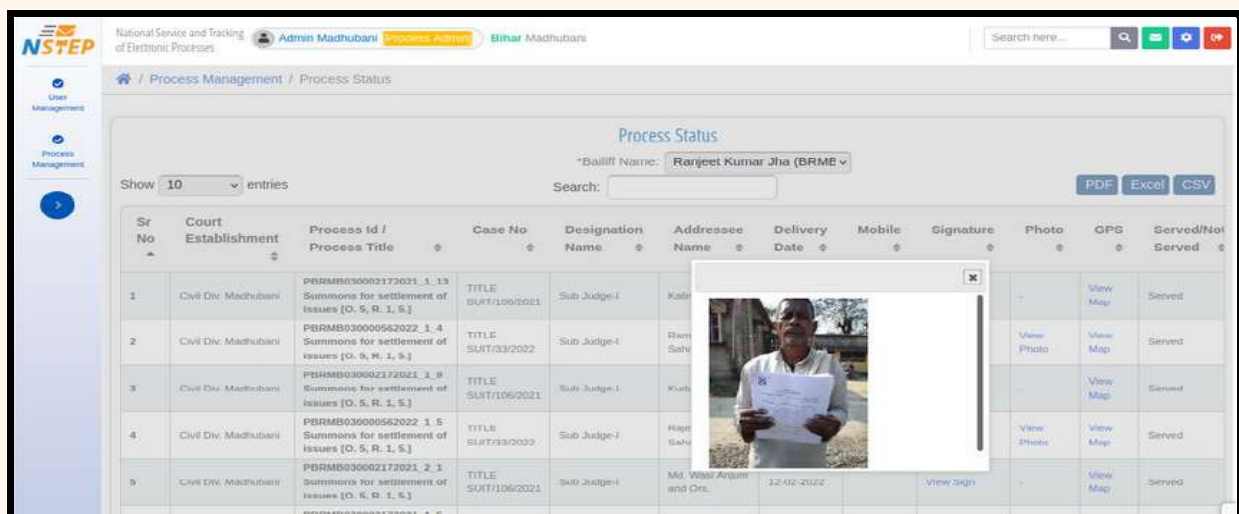 NSTEP
National Service and Tracking
of Electronic Processes
Admin Madhubani Process Admin Bihar Madhubani
Search here...
/ Process Management / Process Status
User
Management
Process
Management
Process Status
*Bailiff Name: Ranjeet Kumar Jha (BRMB
Show 10 entries
Search:
PDF Excel CSV
Sr No
Court Establishment
Process Id / Process Title
Case No
Designation Name
Addressee Name
Delivery Date
Mobile
Signature
Photo
GPS
Served/Not Served
1 Civil Div. Madhubani
PBRMB030002172021_1_13
Summons for settlement of
issues [O. 5, R. 1, 5.]
TITLE
SUIT/106/2021
Sub Judge-I
-
View
Map
Served
2 Civil Div. Madhubani
PBRMB030000562022_1_4
Summons for settlement of
issues [O. 5, R. 1, 5.]
TITLE
SUIT/33/2022
Sub Judge-I
View
Photo
View
Map
Served
3 Civil Div. Madhubani
PBRMB030002172021_1_9
Summons for settlement of
issues [O. 5, R. 1, 5.]
TITLE
SUIT/106/2021
Sub Judge-I
View
Map
Served
4 Civil Div. Madhubani
PBRMB030000562022_1_5
Summons for settlement of
issues [O. 5, R. 1, 5.]
TITLE
SUIT/33/2022
Sub Judge-I
View
Photo
View
Map
Served
5 Civil Div. Madhubani
PBRMB030002172021_2_1
Summons for settlement of
issues [O. 5, R. 1, 5.]
TITLE
SUIT/106/2021
Sub Judge-I
Md. Wasi Anjum
and Ors.
12-02-2022
View Sign
-
View
Map
Served